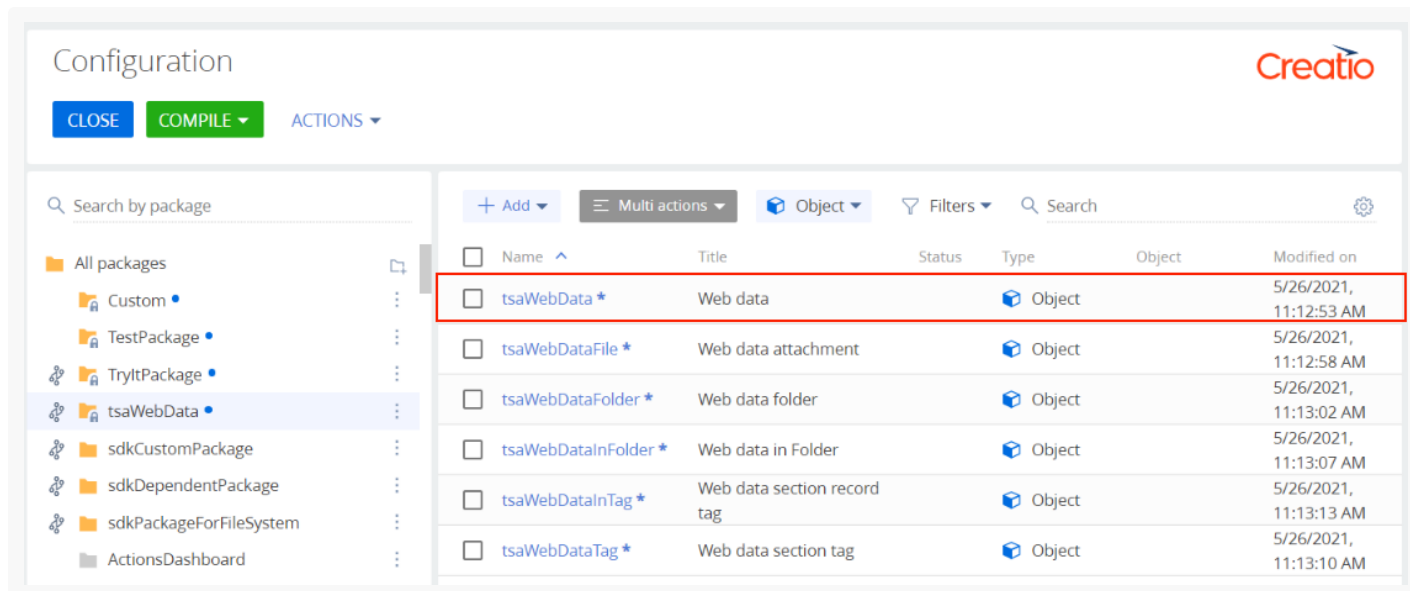 Configuration
Creatio
CLOSE
COMPILE
ACTIONS
Search by package
All packages
Custom
TestPackage
TryItPackage
tsaWebData
sdkCustomPackage
sdkDependentPackage
sdkPackageForFileSystem
ActionsDashboard
Add Multi actions Object Filters Search
Name Title Status Type Object Modified on
tsaWebData * Web data Object 5/26/2021,
11:12:53 AM
tsaWebDataFile * Web data attachment Object 5/26/2021,
11:12:58 AM
tsaWebDataFolder * Web data folder Object 5/26/2021,
11:13:02 AM
tsaWebDataInFolder * Web data in Folder Object 5/26/2021,
11:13:07 AM
tsaWebDataInTag * Web data section record
tag Object 5/26/2021,
11:13:13 AM
tsaWebDataTag * Web data section tag Object 5/26/2021,
11:13:10 AM